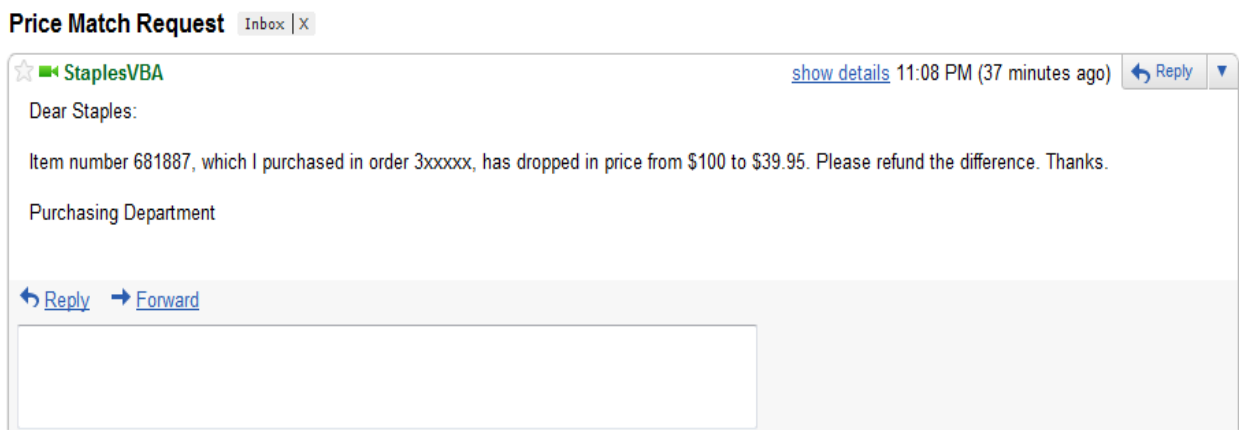 Price Match Request Inbox | X
StaplesVBA show details 11:08 PM (37 minutes ago) Reply
Dear Staples:
Item number 681887, which I purchased in order 3xxxxx, has dropped in price from $100 to $39.95. Please refund the difference. Thanks.
Purchasing Department
Reply Forward